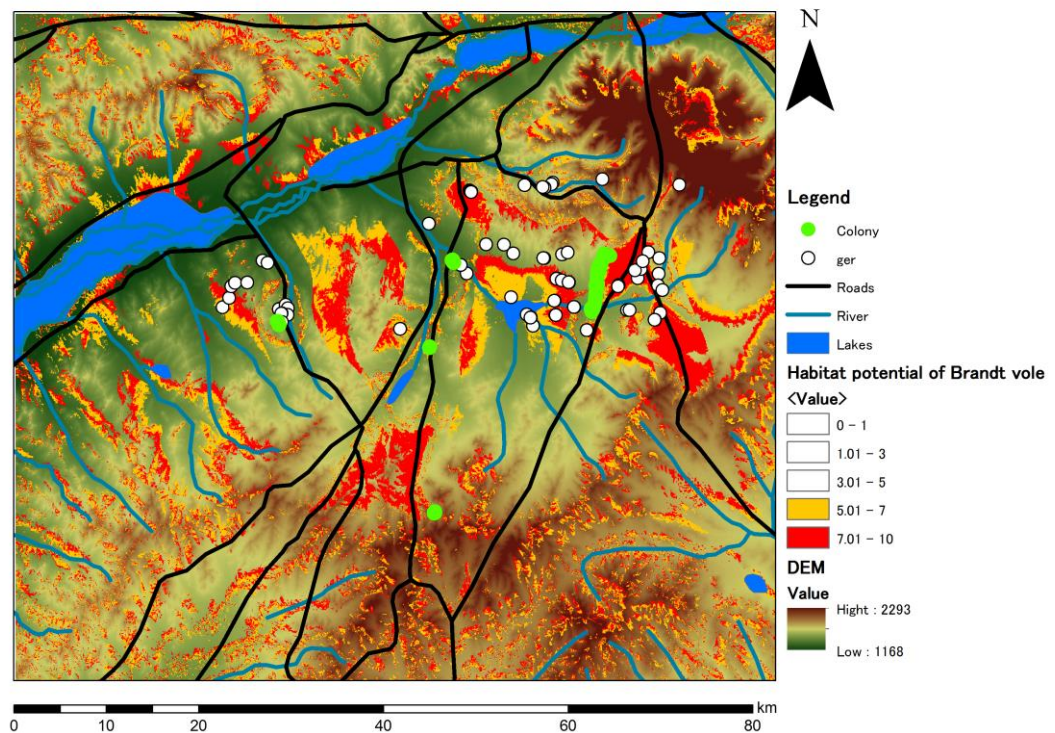 N
Legend
Colony
ger
Roads
River
Lakes
Habitat potential of Brandt vole
<Value>
0 - 1
1.01 - 3
3.01 - 5
5.01 - 7
7.01 - 10
DEM
Value
Hight : 2293
Low : 1168
km
0 10 20 40 60 80